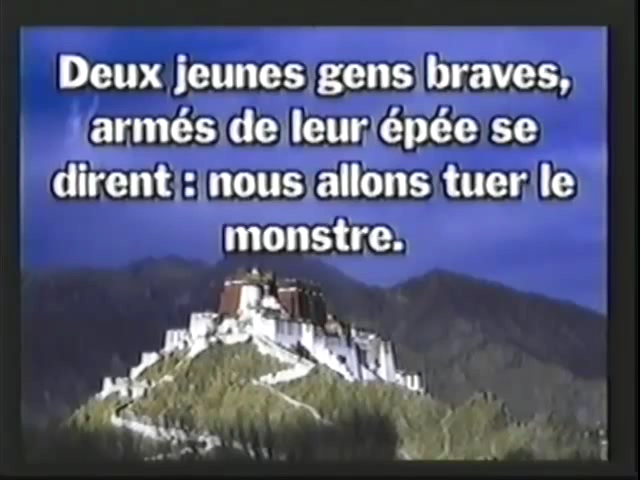 Deux jeunes gens braves,
armés de leur épée se
dirent : nous allons tuer le
monstre.